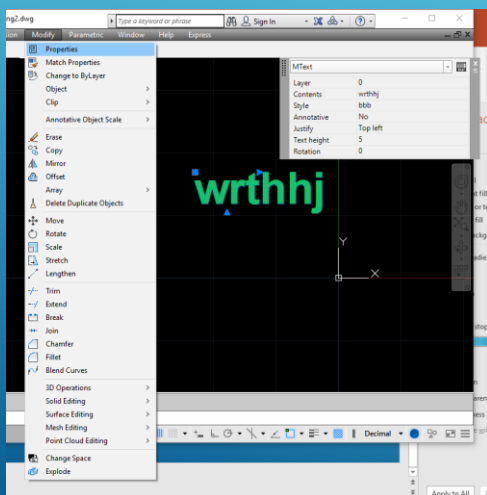 ng2.dwg Type a keyword or phrase Sign In
sion Modify Parametric Window Help Express
Properties
Match Properties
Change to ByLayer
Object
Clip
Annotative Object Scale
Erase
Copy
Mirror
Offset
Array
Delete Duplicate Objects
Move
Rotate
Scale
Stretch
Lengthen
Trim
Extend
Break
Join
Chamfer
Fillet
Blend Curves
3D Operations
Solid Editing
Surface Editing
Mesh Editing
Point Cloud Editing
Change Space
Explode
MText
Layer 0
Contents wrthhj
Style bbb
Annotative No
Justify Top left
Text height 5
Rotation 0
wrthhj
Y
X
Decimal
Apply to All